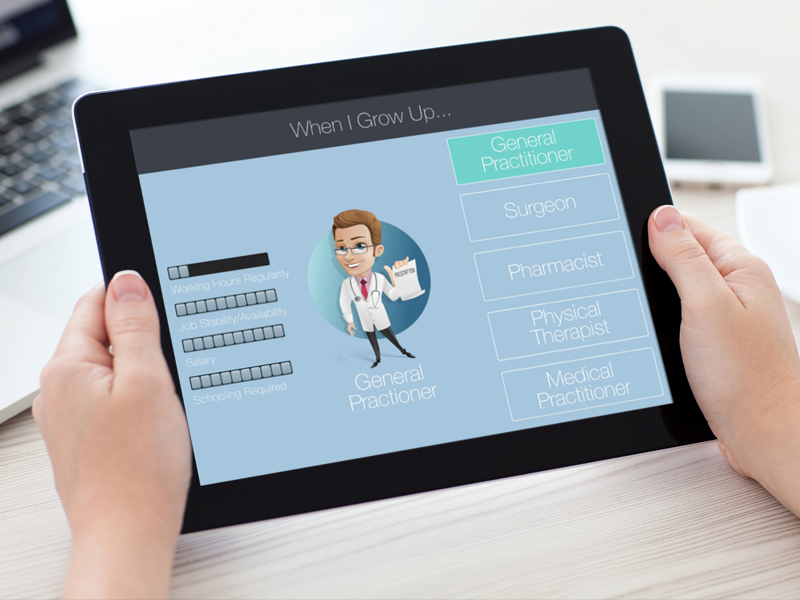 When I Grow Up...
Working Hours Regularity
Job Stability/Availability
Salary
Schooling Required
PRESCRIPTION
General
Practioner
General
Practitioner
Surgeon
Pharmacist
Physical
Therapist
Medical
Practitioner